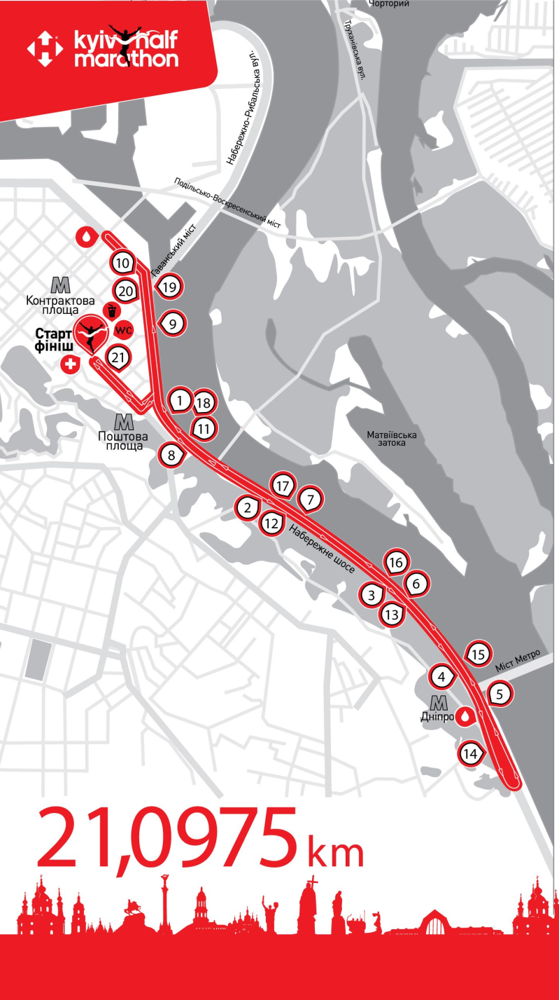 Чорторий
kyiv half
marathon
Труханівська вул.
Набережно-Рибальська вул.
Подільсько-Воскресенський міст
Гаванський міст
10
19
20
M
Контрактова
площа
9
WC
Старт
фініш
21
1
18
M
11
Поштова
площа
8
Матвіївська
затока
17
7
2
12
Набережне шосе
16
6
3
13
15
Міст Метро
4
5
M
Дніпро
14
21,0975 km